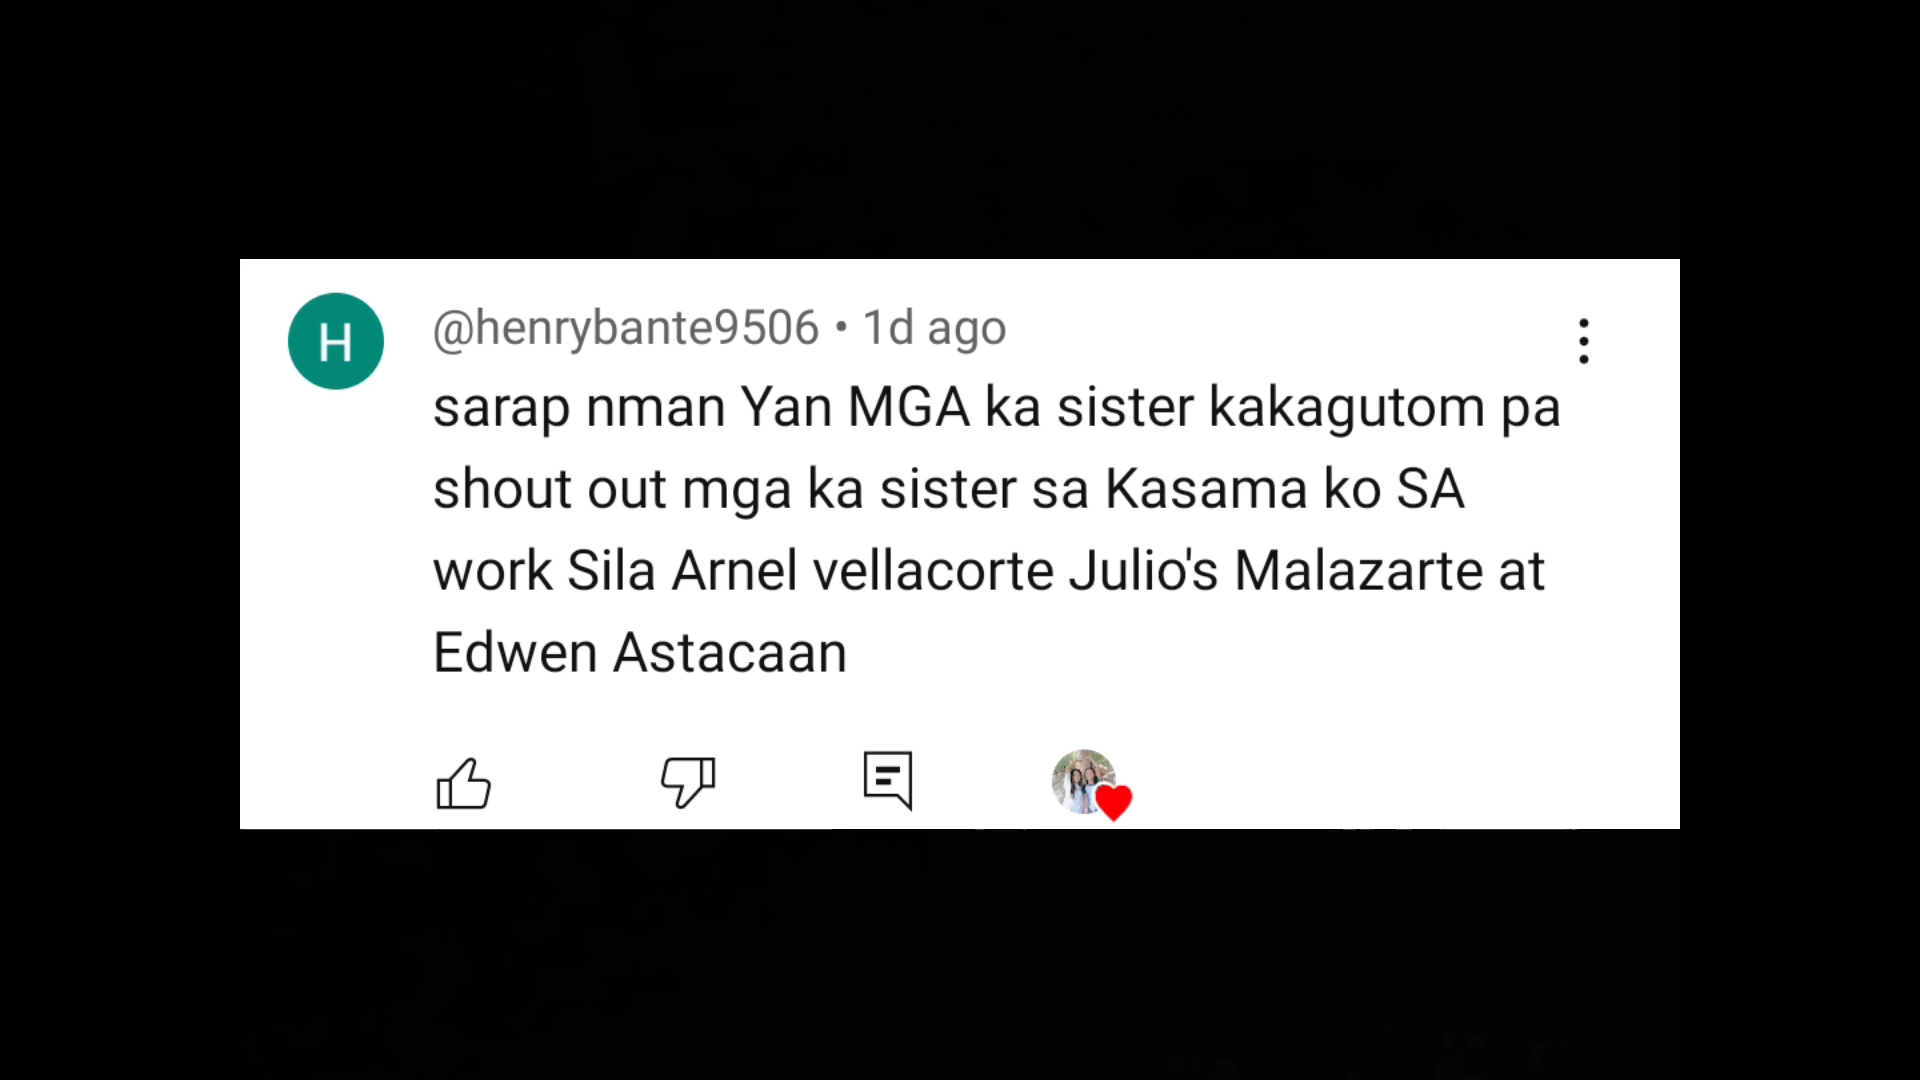 H
@henrybante9506 • 1d ago
sarap nman Yan MGA ka sister kakagutom pa
shout out mga ka sister sa Kasama ko SA
work Sila Arnel vellacorte Julio's Malazarte at
Edwen Astacaan